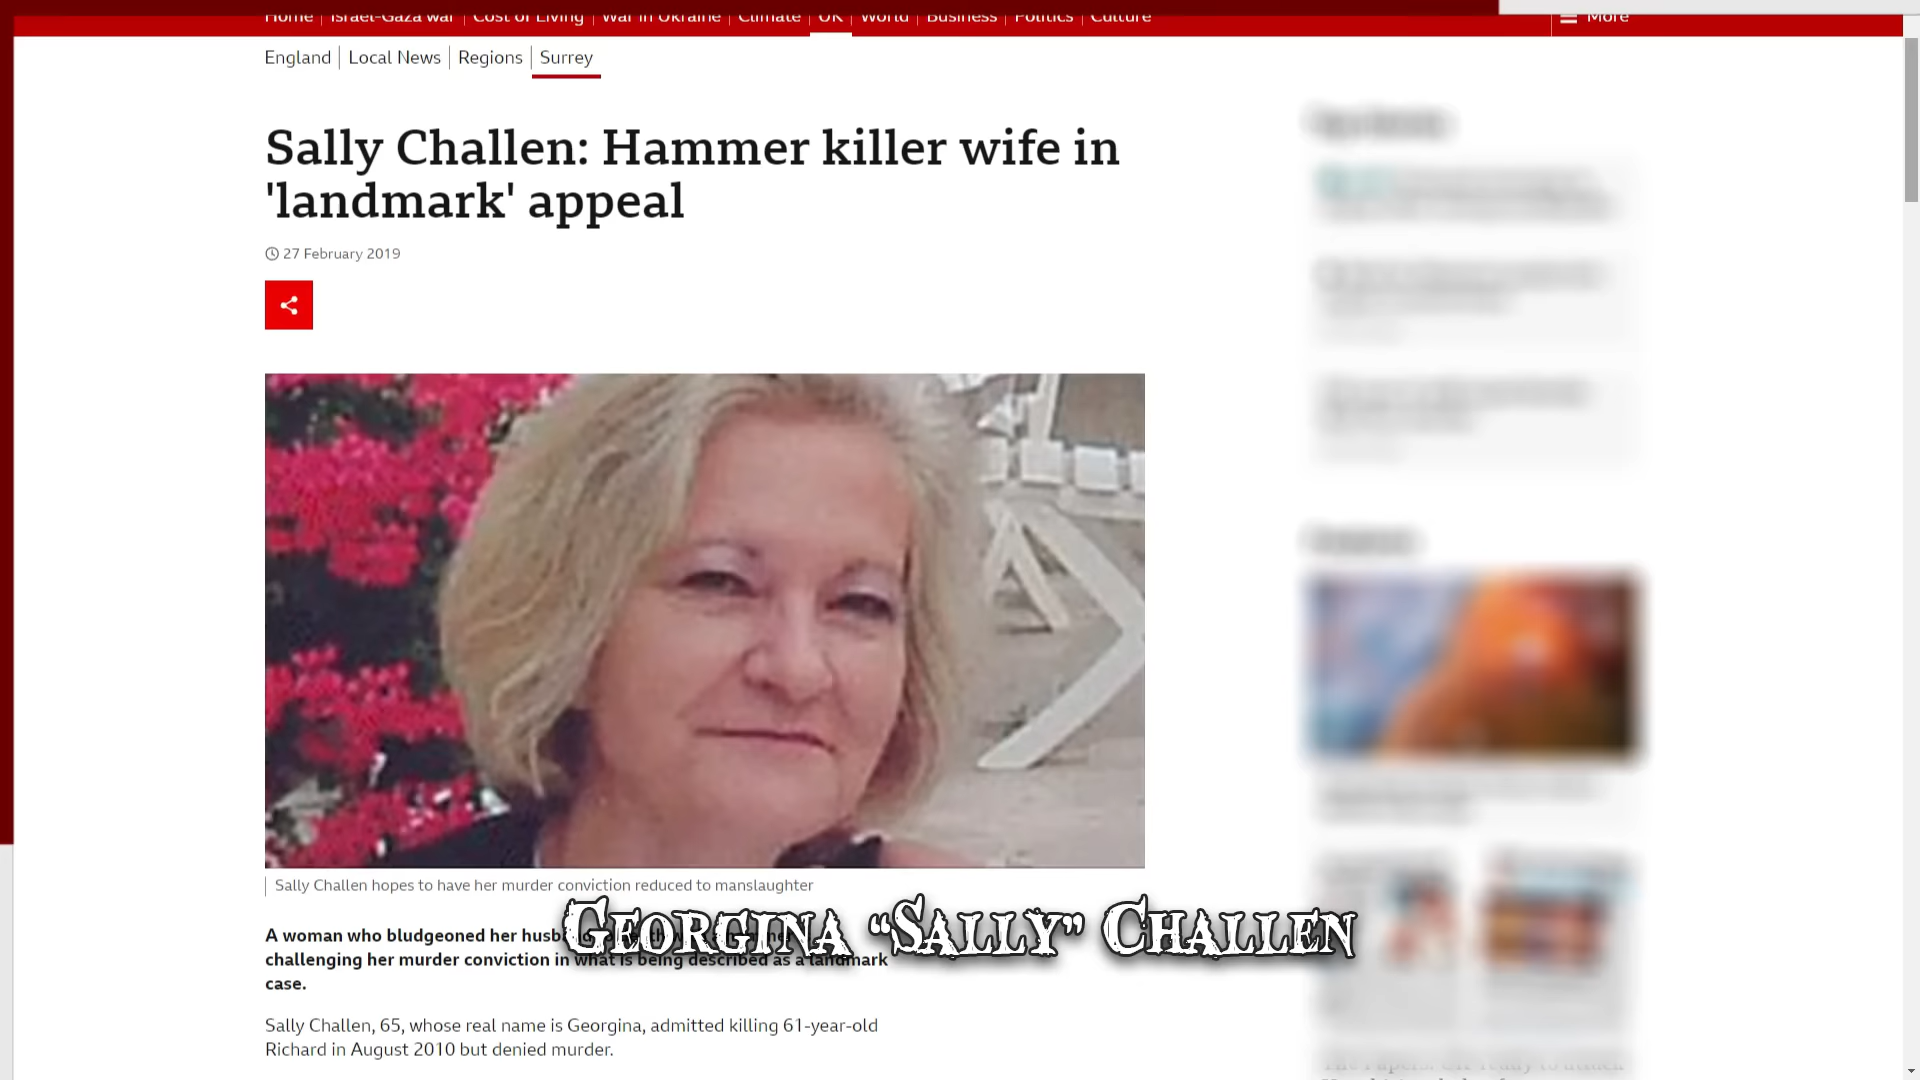 Home Israel-Gaza war Cost of Living War in Ukraine Climate UK World Business Politics Culture More
England Local News Regions Surrey
Sally Challen: Hammer killer wife in
'landmark' appeal
27 February 2019
Sally Challen hopes to have her murder conviction reduced to manslaughter
Georgina “Sally” Challen
A woman who bludgeoned her
challenging her murder conviction in what is being described as a landmark
case.
Sally Challen, 65, whose real name is Georgina, admitted killing 61-year-old
Richard in August 2010 but denied murder.